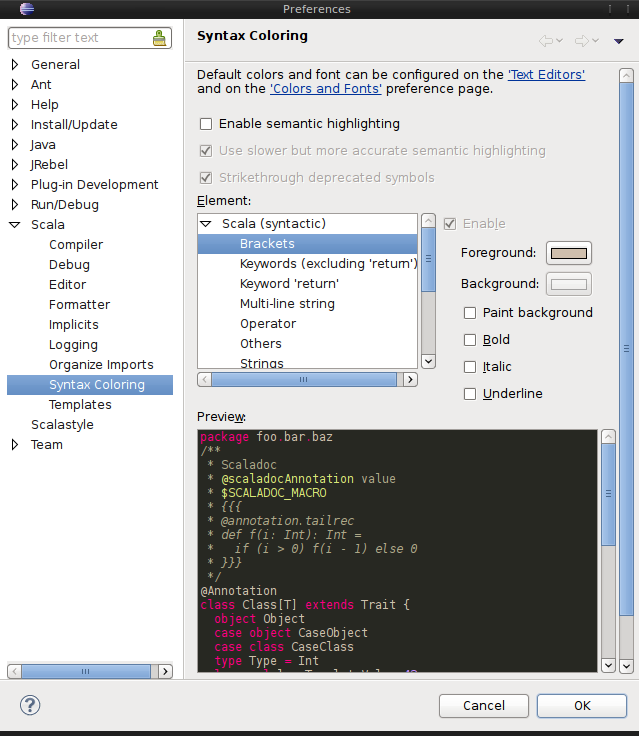 Preferences
type filter text
General
Ant
Help
Install/Update
Java
JRebel
Plug-in Development
Run/Debug
Scala
Compiler
Debug
Editor
Formatter
Implicits
Logging
Organize Imports
Syntax Coloring
Templates
Scalastyle
Team
Syntax Coloring
Default colors and font can be configured on the 'Text Editors'
and on the 'Colors and Fonts' preference page.
Enable semantic highlighting
Use slower but more accurate semantic highlighting
Strikethrough deprecated symbols
Element:
Scala (syntactic)
Brackets
Keywords (excluding 'return')
Keyword 'return'
Multi-line string
Operator
Others
Strings
Enable
Foreground:
Background:
Paint background
Bold
Italic
Underline
Preview:
package foo.bar.baz
/**
* Scaladoc
* @scaladocAnnotation value
* $SCALADOC_MACRO
* {{{
* @annotation.tailrec
* def f(i: Int): Int =
*   if (i > 0) f(i - 1) else 0
* }}}
*/
@Annotation
class Class[T] extends Trait {
object Object
case object CaseObject
case class CaseClass
type Type = Int
?
Cancel
OK